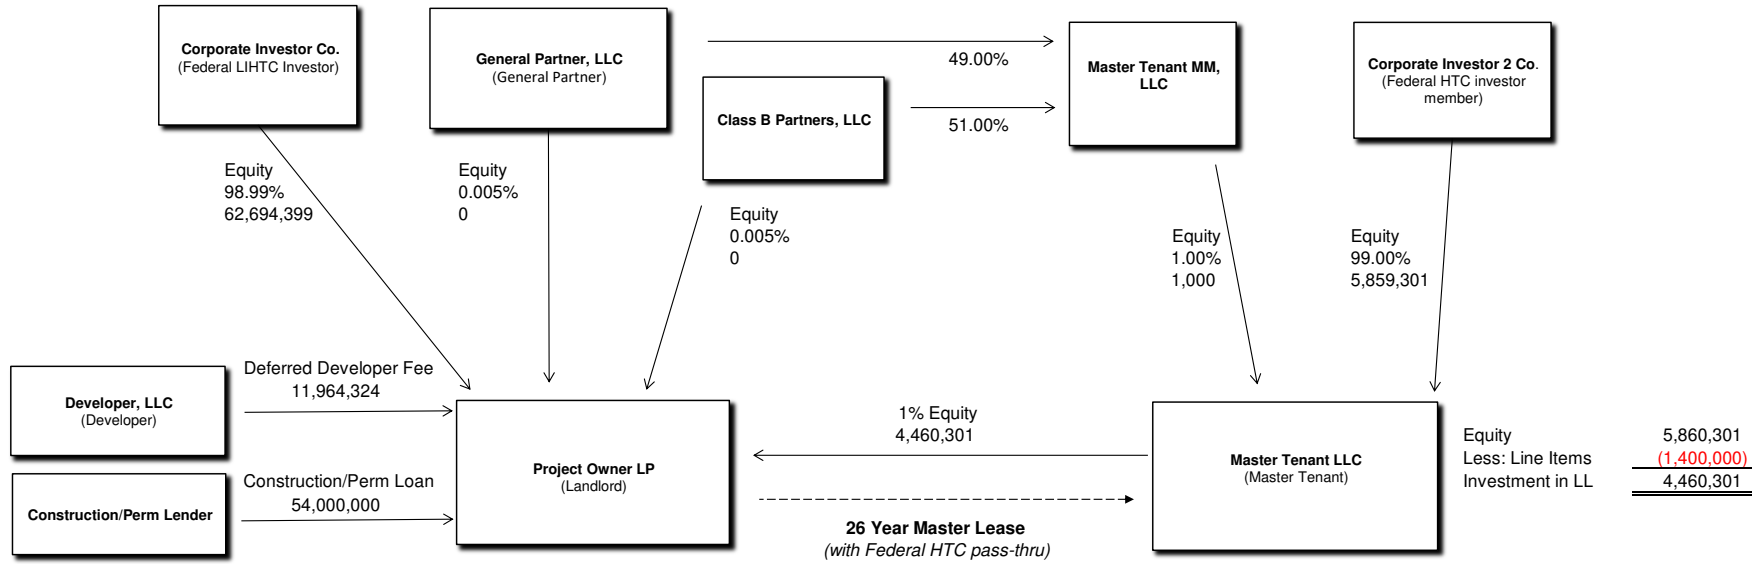 Corporate Investor Co.
(Federal LIHTC Investor)
General Partner, LLC
(General Partner)
49.00%
Class B Partners, LLC
51.00%
Master Tenant MM,
LLC
Corporate Investor 2 Co.
(Federal HTC investor
member)
Equity
98.99%
62,694,399
Equity
0.005%
0
Equity
0.005%
0
Equity
1.00%
1,000
Equity
99.00%
5,859,301
Developer, LLC
(Developer)
Deferred Developer Fee
11,964,324
Construction/Perm Lender
Construction/Perm Loan
54,000,000
Project Owner LP
(Landlord)
1% Equity
4,460,301
26 Year Master Lease
(with Federal HTC pass-thru)
Master Tenant LLC
(Master Tenant)
Equity 5,860,301
Less: Line Items (1,400,000)
Investment in LL 4,460,301